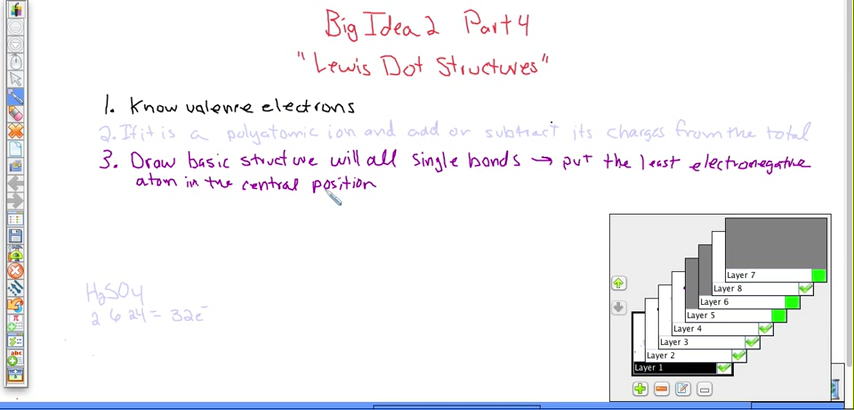 Big Idea 2 Part 4
"Lewis Dot Structures"
1. Know valence electrons
2. If it is a polyatomic ion and add or subtract its charges from the total
3. Draw basic structure will all single bonds → put the least electronegative
atom in the central position
H₂SO₄
2 6 24 = 32e⁻
Layer 7
Layer 8
Layer 6
Layer 5
Layer 4
Layer 3
Layer 2
Layer 1